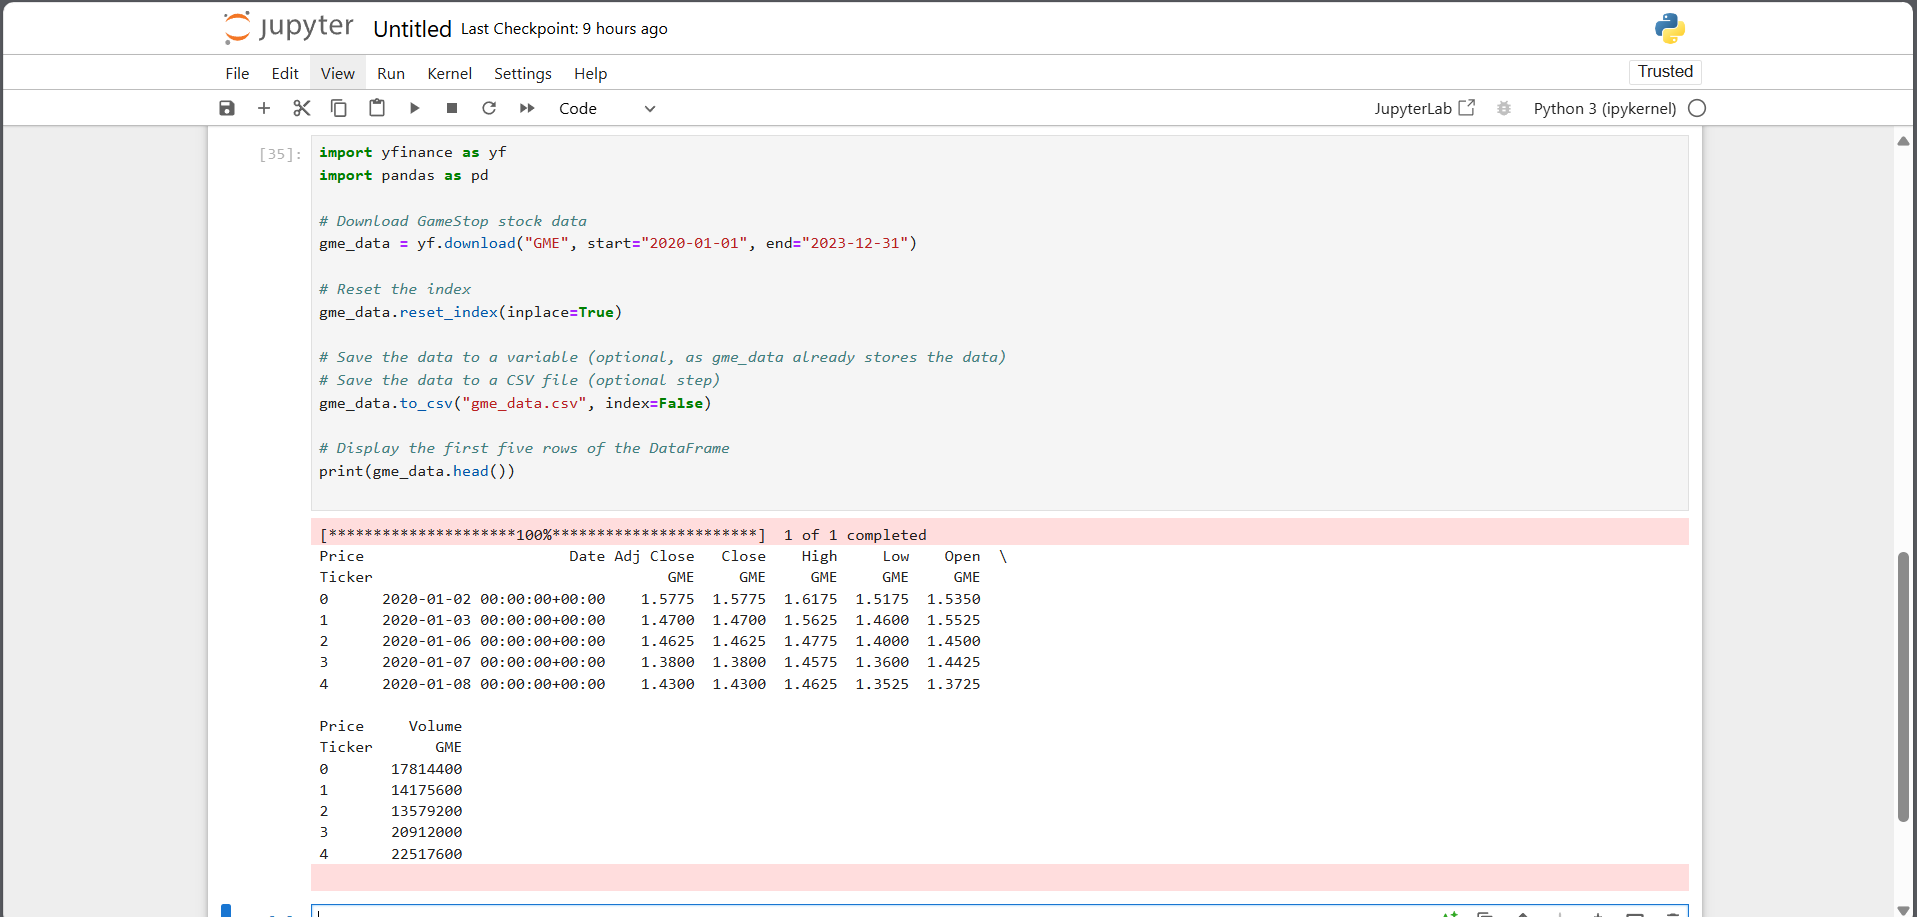 jupyter Untitled Last Checkpoint: 9 hours ago
File Edit View Run Kernel Settings Help Trusted
Code JupyterLab Python 3 (ipykernel)
[35]: import yfinance as yf
import pandas as pd
# Download GameStop stock data
gme_data = yf.download("GME", start="2020-01-01", end="2023-12-31")
# Reset the index
gme_data.reset_index(inplace=True)
# Save the data to a variable (optional, as gme_data already stores the data)
# Save the data to a CSV file (optional step)
gme_data.to_csv("gme_data.csv", index=False)
# Display the first five rows of the DataFrame
print(gme_data.head())
[*********************100%***********************]  1 of 1 completed
Price                       Date Adj Close   Close    High     Low    Open  \
Ticker                                 GME     GME     GME     GME     GME
0      2020-01-02 00:00:00+00:00    1.5775  1.5775  1.6175  1.5175  1.5350
1      2020-01-03 00:00:00+00:00    1.4700  1.4700  1.5625  1.4600  1.5525
2      2020-01-06 00:00:00+00:00    1.4625  1.4625  1.4775  1.4000  1.4500
3      2020-01-07 00:00:00+00:00    1.3800  1.3800  1.4575  1.3600  1.4425
4      2020-01-08 00:00:00+00:00    1.4300  1.4300  1.4625  1.3525  1.3725
Price     Volume
Ticker       GME
0       17814400
1       14175600
2       13579200
3       20912000
4       22517600